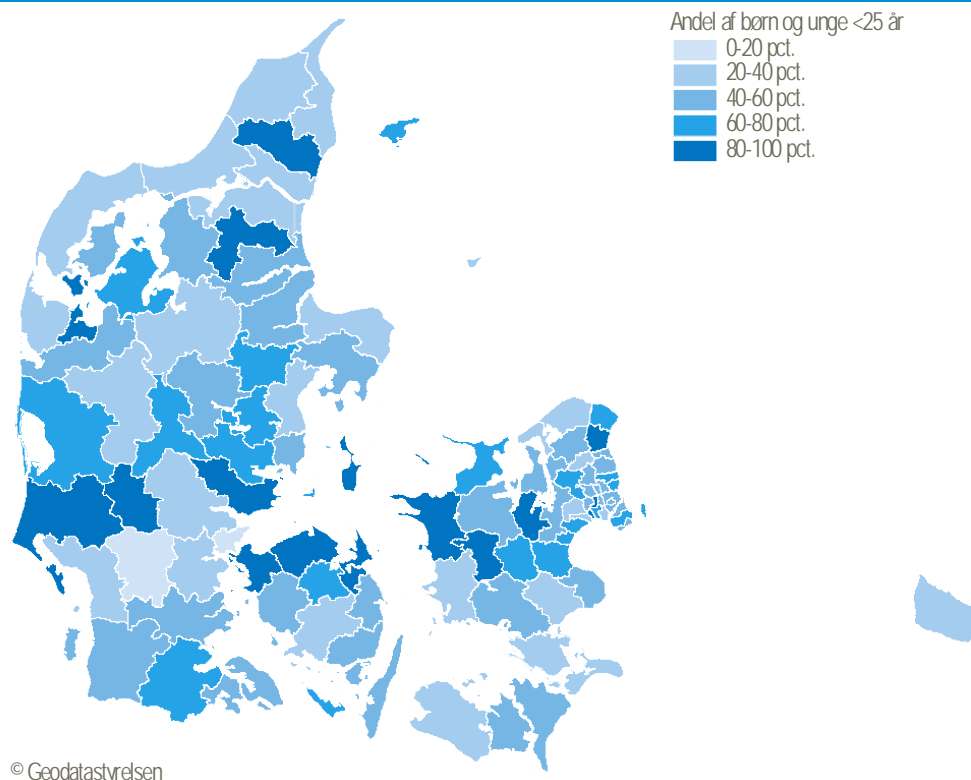 Andel af børn og unge <25 år
0-20 pct.
20-40 pct.
40-60 pct.
60-80 pct.
80-100 pct.
© Geodatastyrelsen